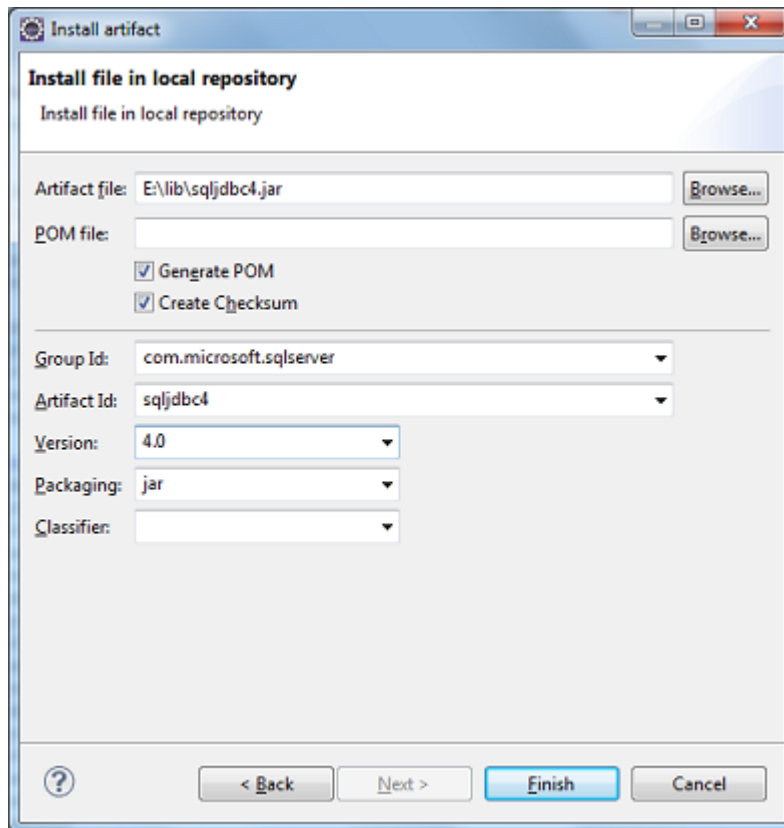 Install artifact
Install file in local repository
Install file in local repository
Artifact file: E:\lib\sqljdbc4.jar Browse...
POM file: Browse...
Generate POM
Create Checksum
Group Id: com.microsoft.sqlserver
Artifact Id: sqljdbc4
Version: 4.0
Packaging: jar
Classifier:
? < Back Next > Finish Cancel